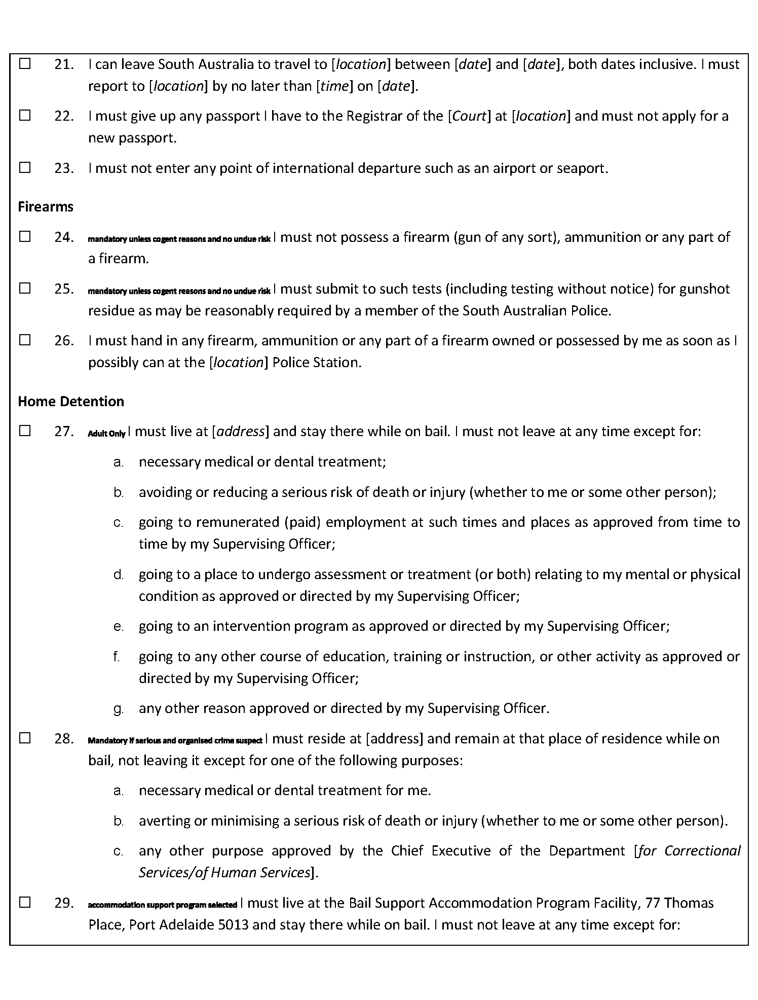 ☐ 21. I can leave South Australia to travel to [location] between [date] and [date], both dates inclusive. I must
report to [location] by no later than [time] on [date].
☐ 22. I must give up any passport I have to the Registrar of the [Court] at [location] and must not apply for a
new passport.
☐ 23. I must not enter any point of international departure such as an airport or seaport.
Firearms
☐ 24. mandatory unless cogent reasons and no undue risk I must not possess a firearm (gun of any sort), ammunition or any part of
a firearm.
☐ 25. mandatory unless cogent reasons and no undue risk I must submit to such tests (including testing without notice) for gunshot
residue as may be reasonably required by a member of the South Australian Police.
☐ 26. I must hand in any firearm, ammunition or any part of a firearm owned or possessed by me as soon as I
possibly can at the [location] Police Station.
Home Detention
☐ 27. Adult Only I must live at [address] and stay there while on bail. I must not leave at any time except for:
a. necessary medical or dental treatment;
b. avoiding or reducing a serious risk of death or injury (whether to me or some other person);
c. going to remunerated (paid) employment at such times and places as approved from time to
time by my Supervising Officer;
d. going to a place to undergo assessment or treatment (or both) relating to my mental or physical
condition as approved or directed by my Supervising Officer;
e. going to an intervention program as approved or directed by my Supervising Officer;
f. going to any other course of education, training or instruction, or other activity as approved or
directed by my Supervising Officer;
g. any other reason approved or directed by my Supervising Officer.
☐ 28. Mandatory if serious and organised crime suspect I must reside at [address] and remain at that place of residence while on
bail, not leaving it except for one of the following purposes:
a. necessary medical or dental treatment for me.
b. averting or minimising a serious risk of death or injury (whether to me or some other person).
c. any other purpose approved by the Chief Executive of the Department [for Correctional
Services/of Human Services].
☐ 29. accommodation support program selected I must live at the Bail Support Accommodation Program Facility, 77 Thomas
Place, Port Adelaide 5013 and stay there while on bail. I must not leave at any time except for: